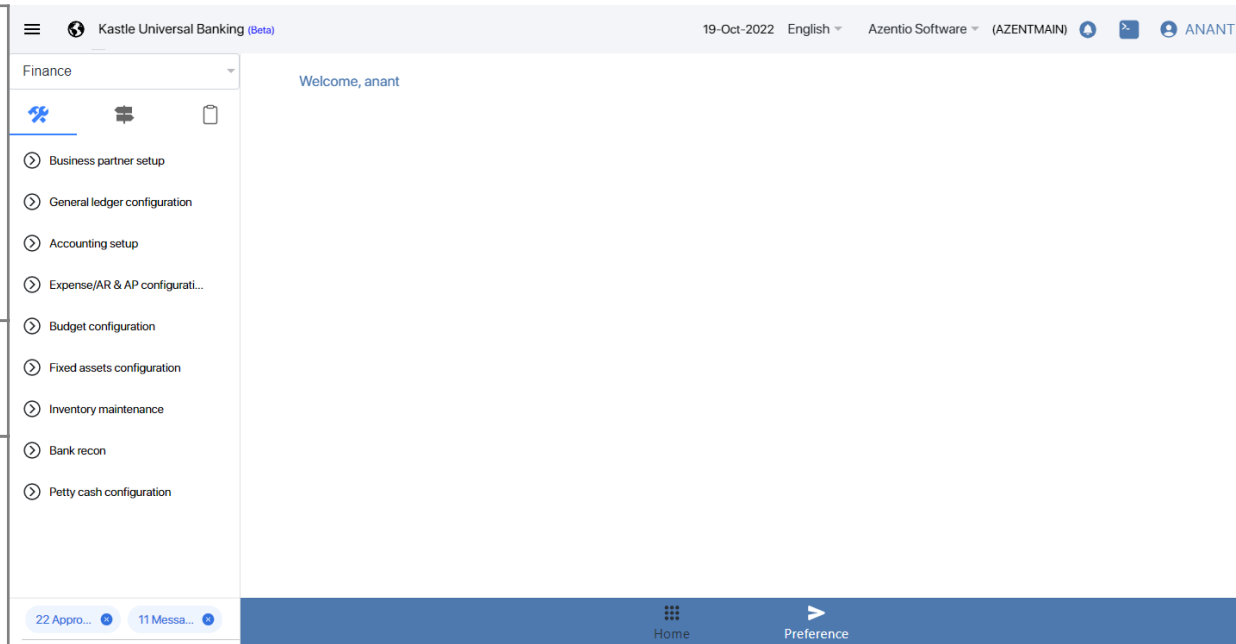 Kastle Universal Banking (Beta)
19-Oct-2022 English Azentio Software (AZENTMAIN) ANANT
Finance
Welcome, anant
Business partner setup
General ledger configuration
Accounting setup
Expense/AR & AP configurati...
Budget configuration
Fixed assets configuration
Inventory maintenance
Bank recon
Petty cash configuration
22 Appro... 11 Messa...
Home Preference